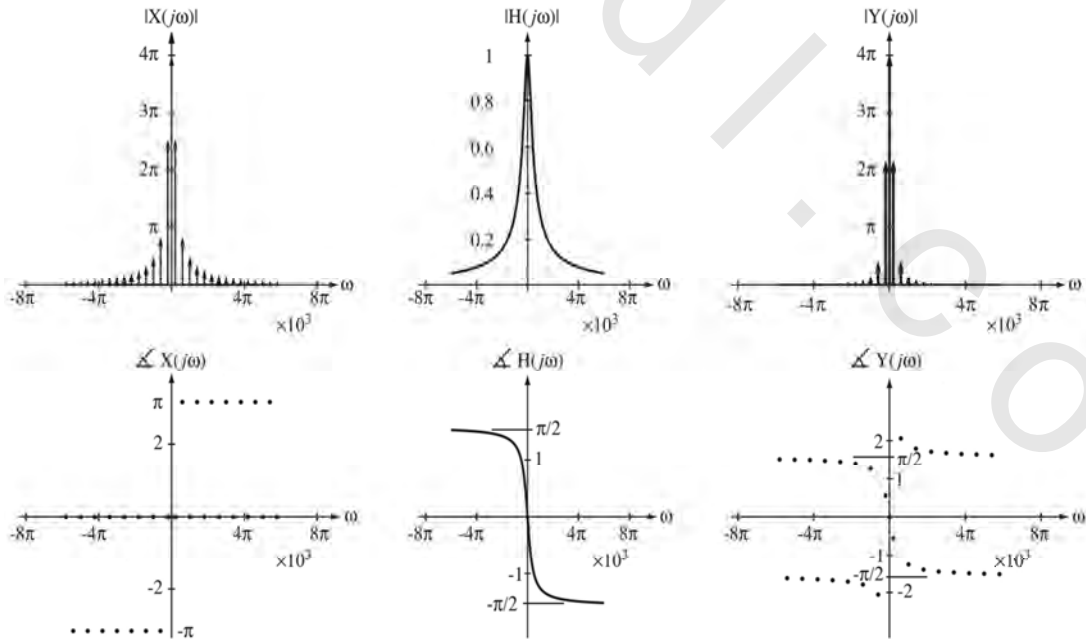 |X(jω)| |H(jω)| |Y(jω)|
4π 1 4π
3π 0.8 3π
2π 0.6 2π
π 0.4 π
0.2
-8π -4π 4π 8π ω -8π -4π 4π 8π ω -8π -4π 4π 8π ω
×10³ ×10³ ×10³
∡ X(jω) ∡ H(jω) ∡ Y(jω)
π π/2 2
2 1 π/2
1
-8π -4π 4π 8π ω -8π -4π 4π 8π ω -8π -4π 4π 8π ω
×10³ ×10³ -1 ×10³
-2 -1 -π/2
-π -π/2 -2
d i . c o